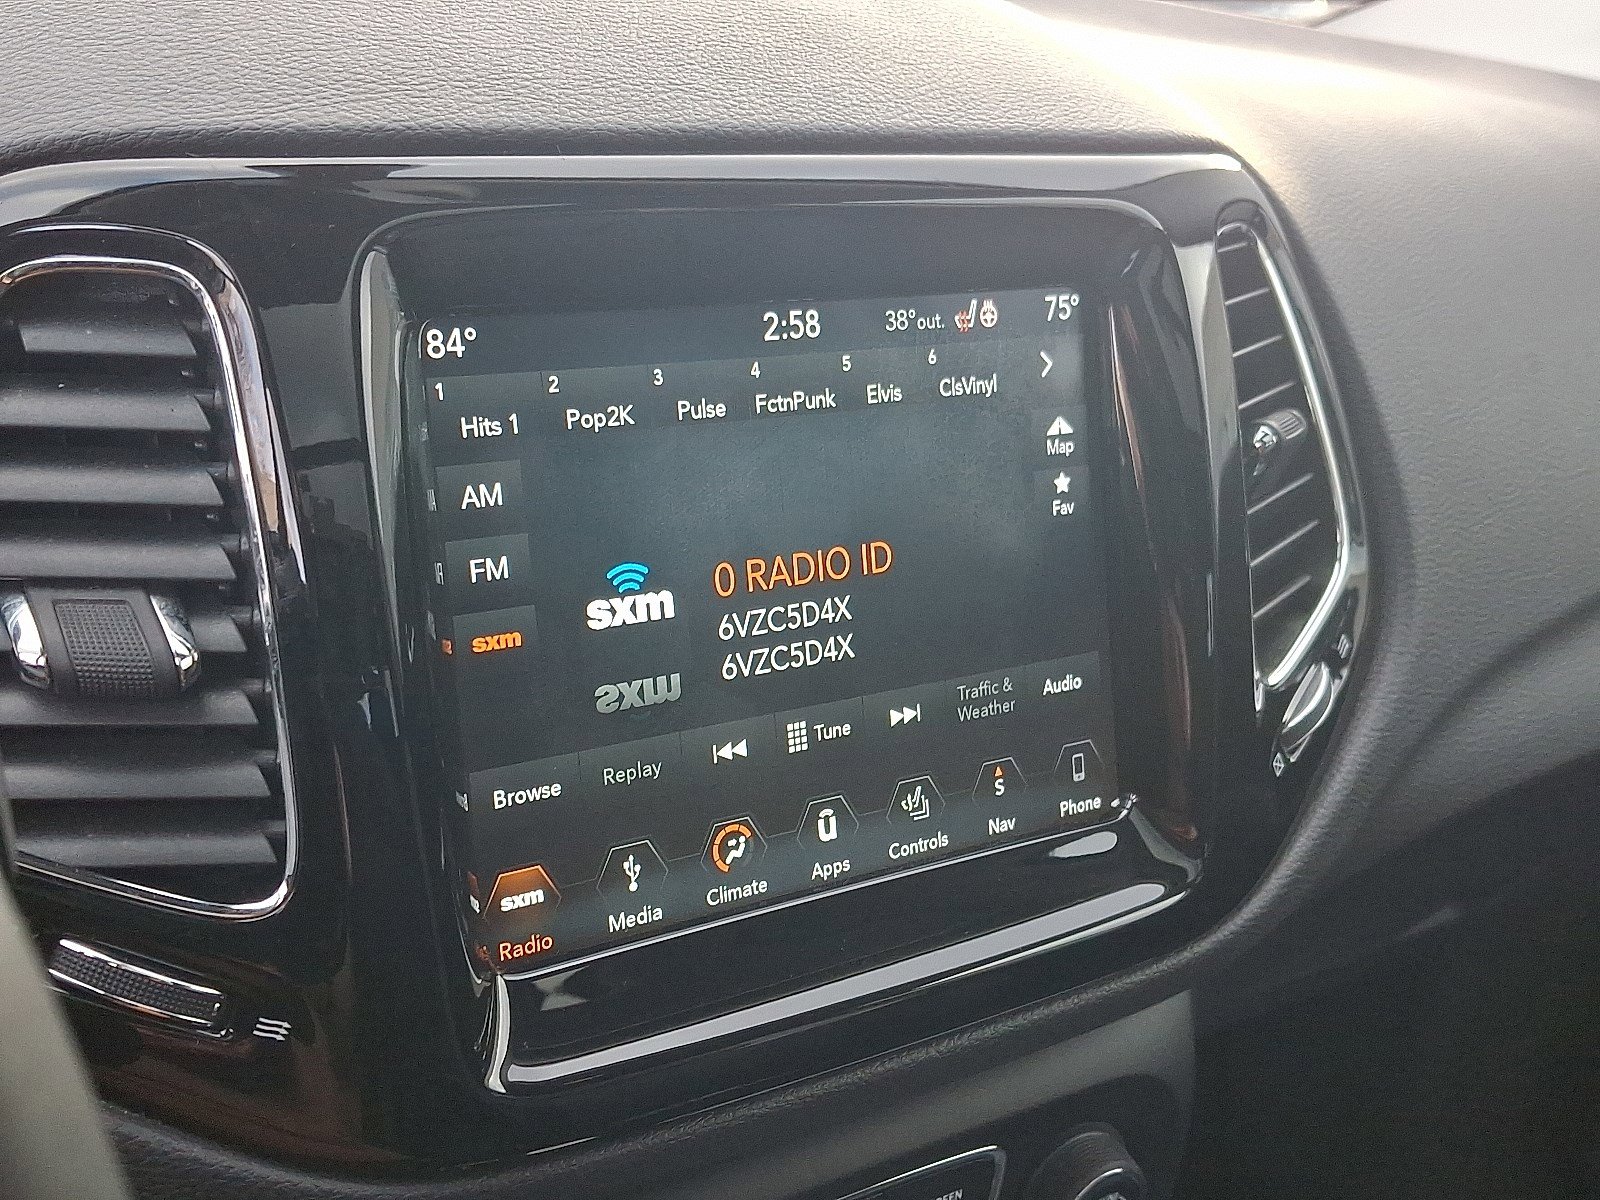 84° 2:58 38° out. 75°
1 2 3 4 5 6
Hits 1 Pop2K Pulse FctnPunk Elvis ClsVinyl
Map
AM
Fav
FM
sxm
sxm
0 RADIO ID
6VZC5D4X
6VZC5D4X
sxm
Browse Replay Tune Traffic & Weather Audio
sxm
u
S
Radio Media Climate Apps Controls Nav Phone